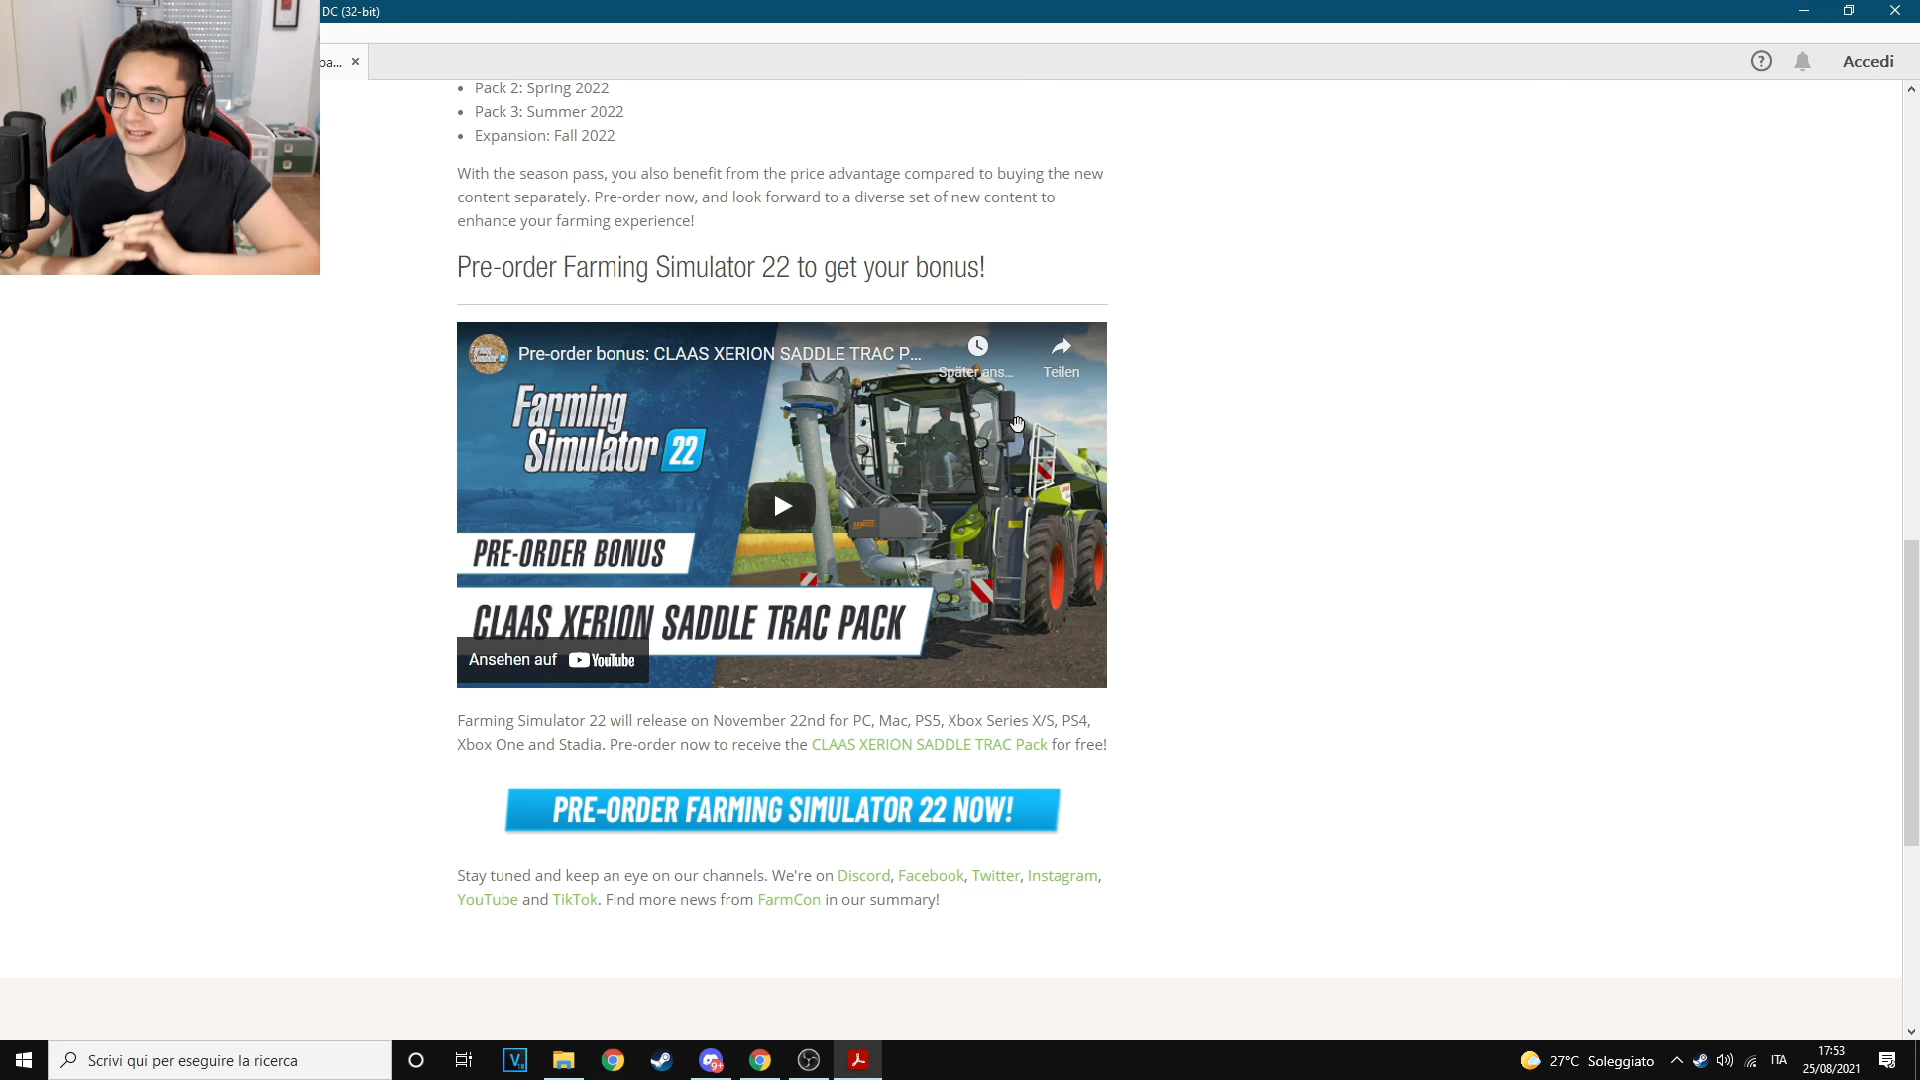 DC (32-bit)
pa...
Accedi
Pack 2: Spring 2022
Pack 3: Summer 2022
Expansion: Fall 2022
With the season pass, you also benefit from the price advantage compared to buying the new
content separately. Pre-order now, and look forward to a diverse set of new content to
enhance your farming experience!
Pre-order Farming Simulator 22 to get your bonus!
Pre-order bonus: CLAAS XERION SADDLE TRAC P...
Später ans...
Teilen
Farming
Simulator 22
PRE-ORDER BONUS
CLAAS XERION SADDLE TRAC PACK
Ansehen auf YouTube
Farming Simulator 22 will release on November 22nd for PC, Mac, PS5, Xbox Series X/S, PS4,
Xbox One and Stadia. Pre-order now to receive the CLAAS XERION SADDLE TRAC Pack for free!
PRE-ORDER FARMING SIMULATOR 22 NOW!
Stay tuned and keep an eye on our channels. We're on Discord, Facebook, Twitter, Instagram,
YouTube and TikTok. Find more news from FarmCon in our summary!
Scrivi qui per eseguire la ricerca
9+
27°C Soleggiato
ITA
17:53
25/08/2021